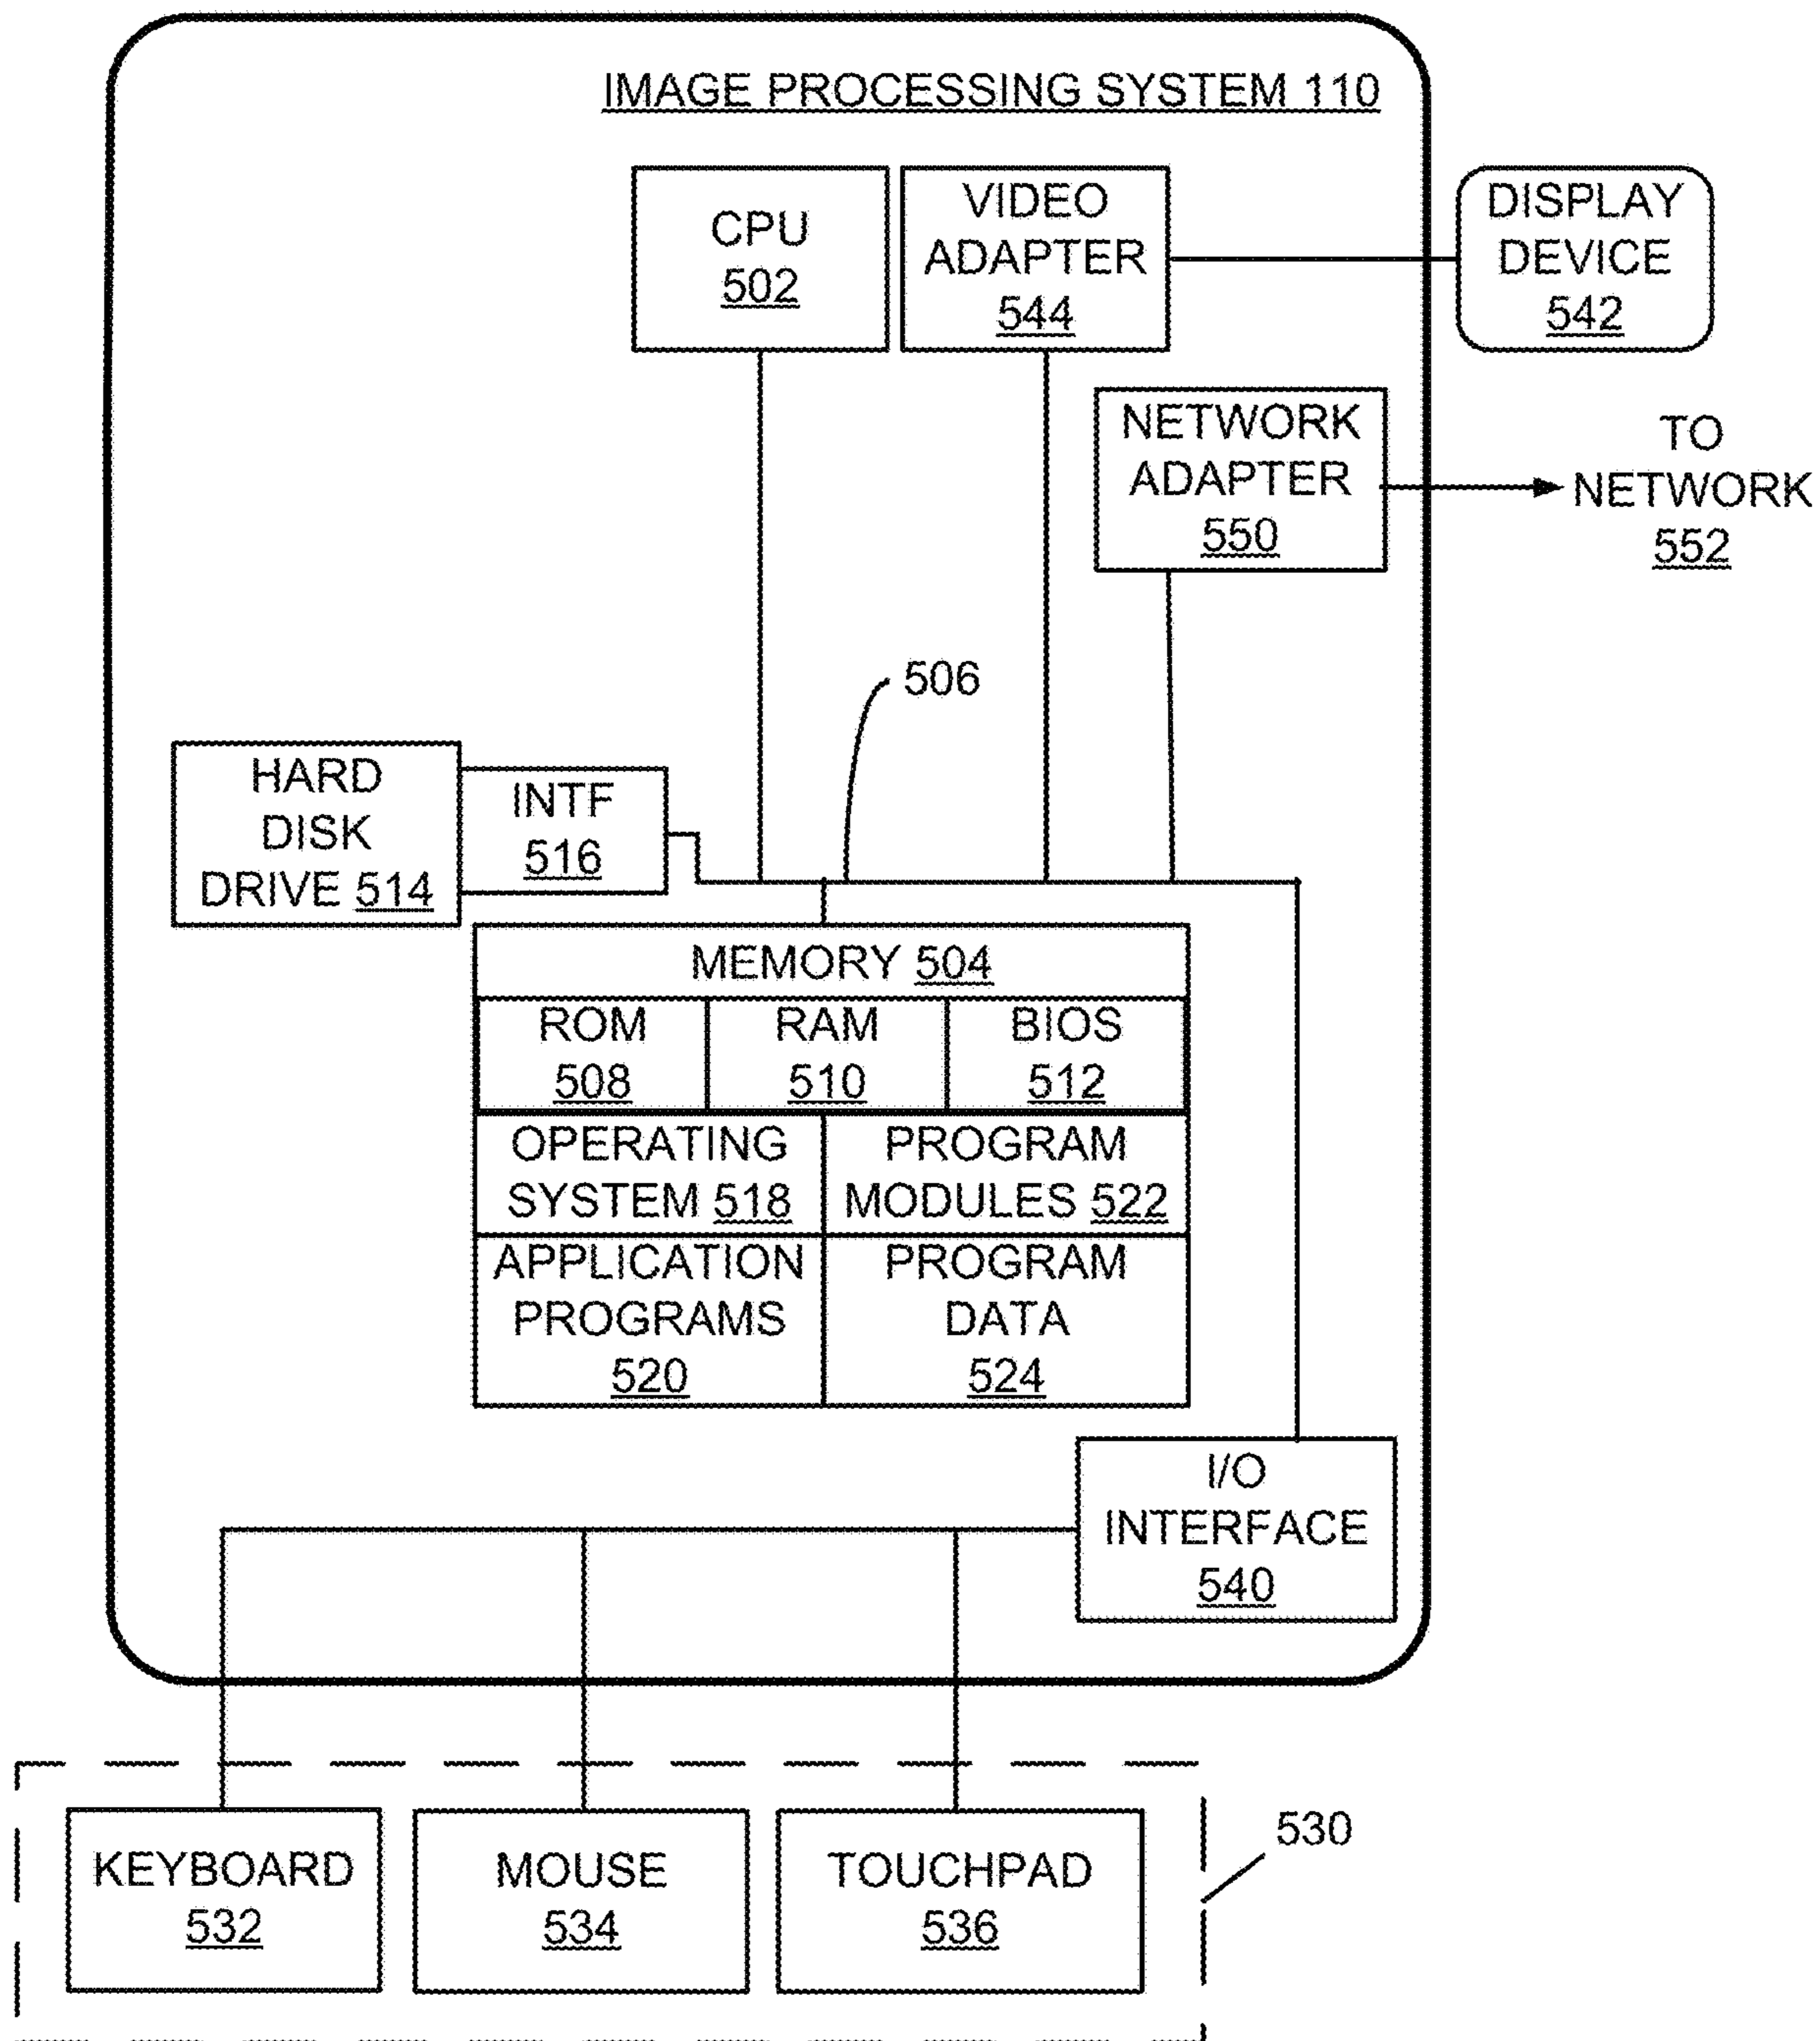 IMAGE PROCESSING SYSTEM 110
CPU
502
VIDEO
ADAPTER
544
DISPLAY
DEVICE
542
NETWORK
ADAPTER
550
TO
NETWORK
552
506
HARD
DISK
DRIVE 514
INTF
516
MEMORY 504
ROM
508
RAM
510
BIOS
512
OPERATING
SYSTEM 518
PROGRAM
MODULES 522
APPLICATION
PROGRAMS
520
PROGRAM
DATA
524
I/O
INTERFACE
540
KEYBOARD
532
MOUSE
534
TOUCHPAD
536
530